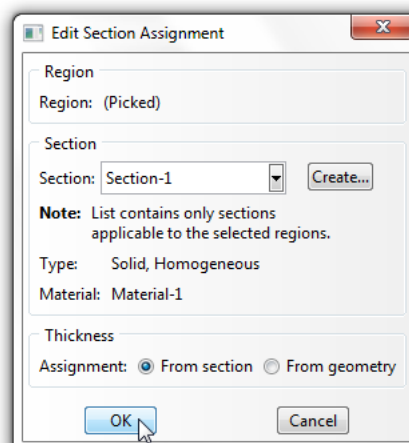 Edit Section Assignment
Region
Region: (Picked)
Section
Section: Section-1 Create...
Note: List contains only sections
applicable to the selected regions.
Type: Solid, Homogeneous
Material: Material-1
Thickness
Assignment: From section From geometry
OK Cancel